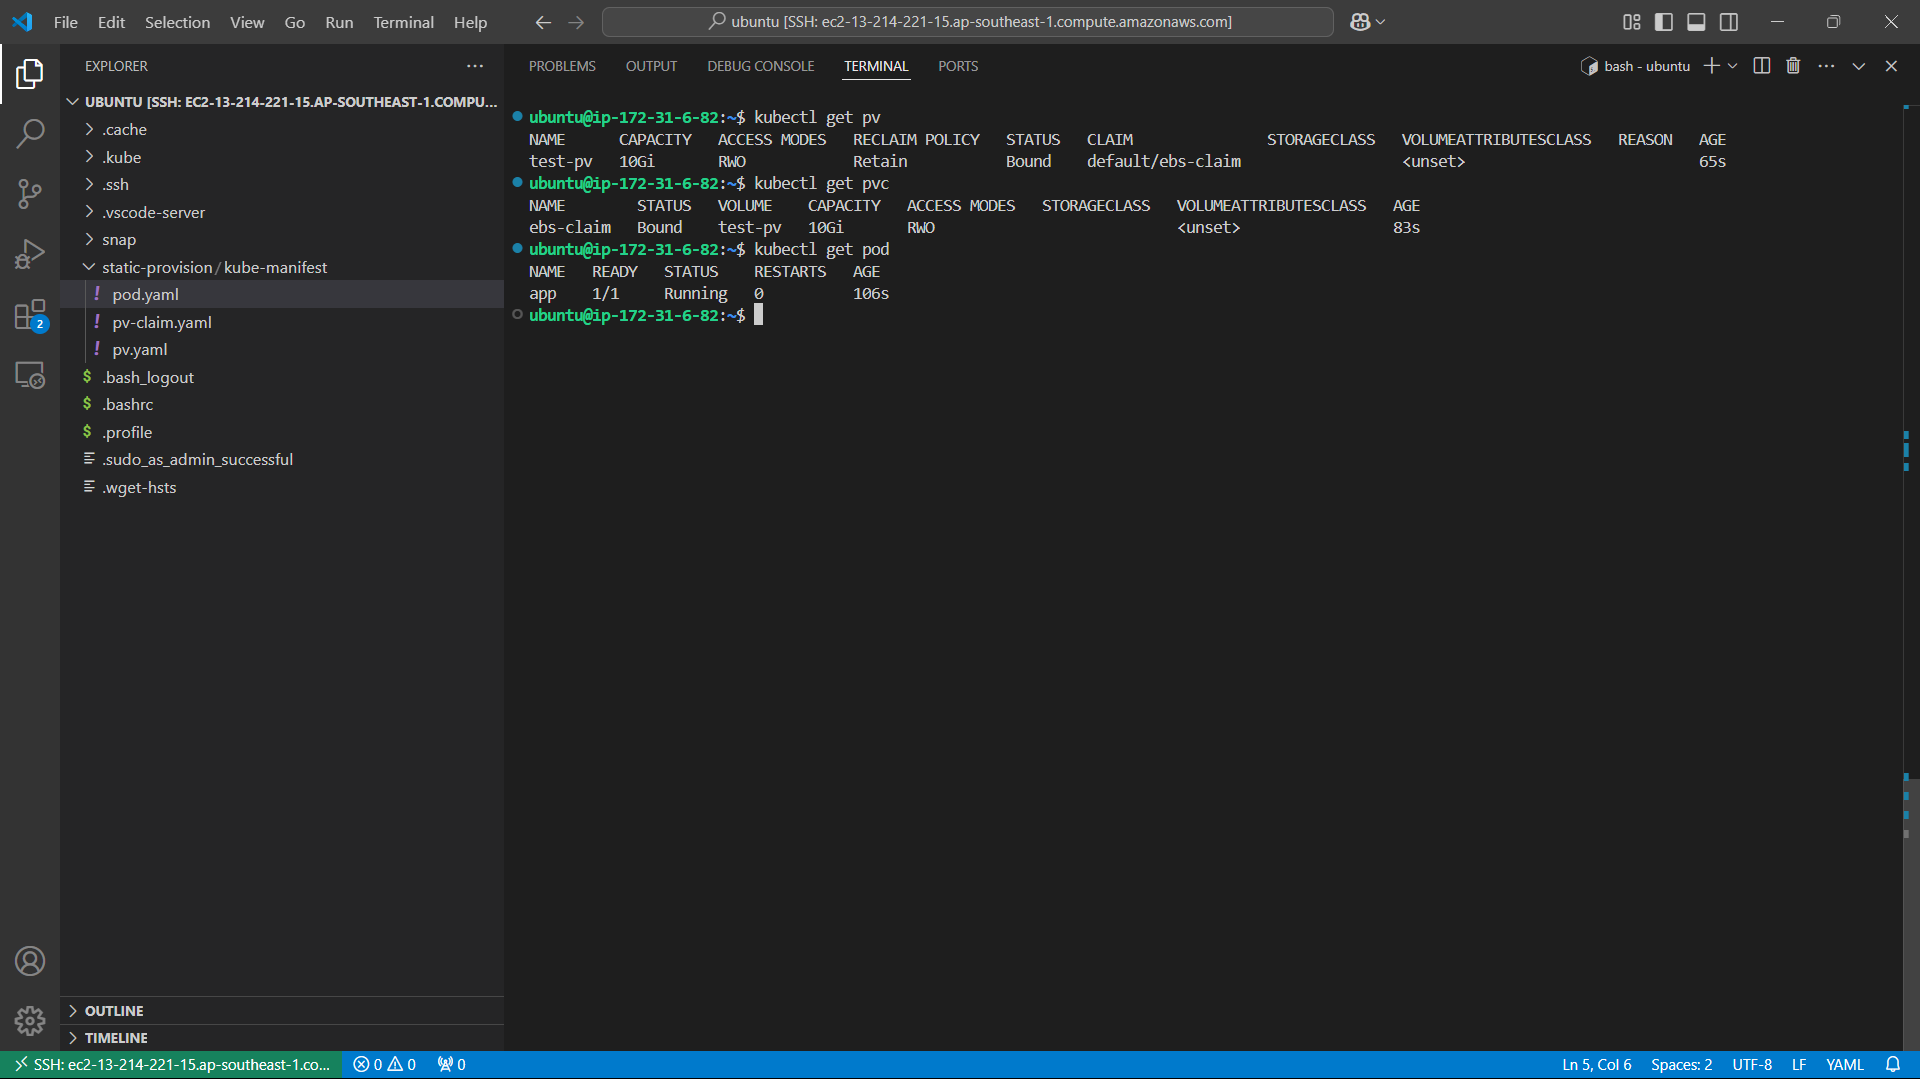 File Edit Selection View Go Run Terminal Help
ubuntu [SSH: ec2-13-214-221-15.ap-southeast-1.compute.amazonaws.com]
EXPLORER
UBUNTU [SSH: EC2-13-214-221-15.AP-SOUTHEAST-1.COMPU...
.cache
.kube
.ssh
.vscode-server
snap
static-provision / kube-manifest
! pod.yaml
! pv-claim.yaml
! pv.yaml
$ .bash_logout
$ .bashrc
$ .profile
.sudo_as_admin_successful
.wget-hsts
OUTLINE
TIMELINE
2
PROBLEMS OUTPUT DEBUG CONSOLE TERMINAL PORTS
bash - ubuntu
ubuntu@ip-172-31-6-82:~$ kubectl get pv
NAME CAPACITY ACCESS MODES RECLAIM POLICY STATUS CLAIM STORAGECLASS VOLUMEATTRIBUTESCLASS REASON AGE
test-pv 10Gi RWO Retain Bound default/ebs-claim <unset> 65s
ubuntu@ip-172-31-6-82:~$ kubectl get pvc
NAME STATUS VOLUME CAPACITY ACCESS MODES STORAGECLASS VOLUMEATTRIBUTESCLASS AGE
ebs-claim Bound test-pv 10Gi RWO <unset> 83s
ubuntu@ip-172-31-6-82:~$ kubectl get pod
NAME READY STATUS RESTARTS AGE
app 1/1 Running 0 106s
ubuntu@ip-172-31-6-82:~$
SSH: ec2-13-214-221-15.ap-southeast-1.co... 0 0 0 Ln 5, Col 6 Spaces: 2 UTF-8 LF YAML